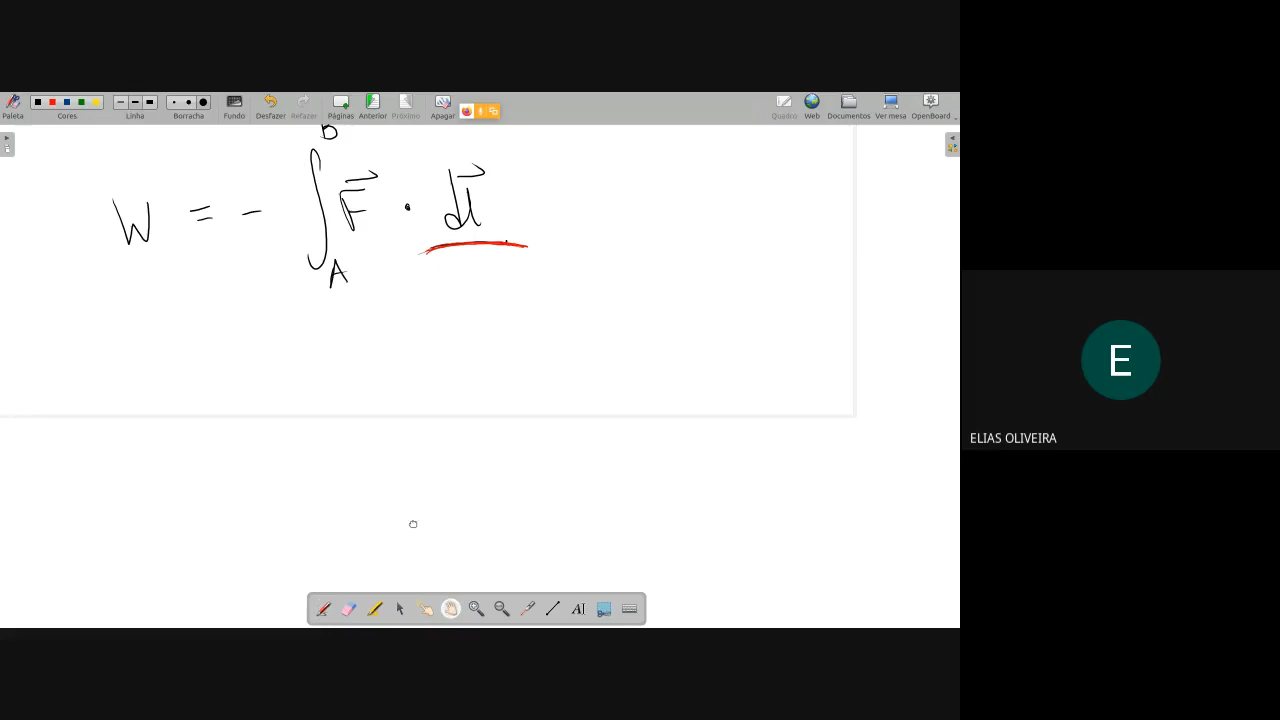 Paleta Cores Linha Borracha Fundo Desfazer Refazer Páginas Anterior Próximo Apagar Quadro Web Documentos Ver mesa OpenBoard
B
W = - ∫ F⃗ · dl⃗
A
E
ELIAS OLIVEIRA
AI